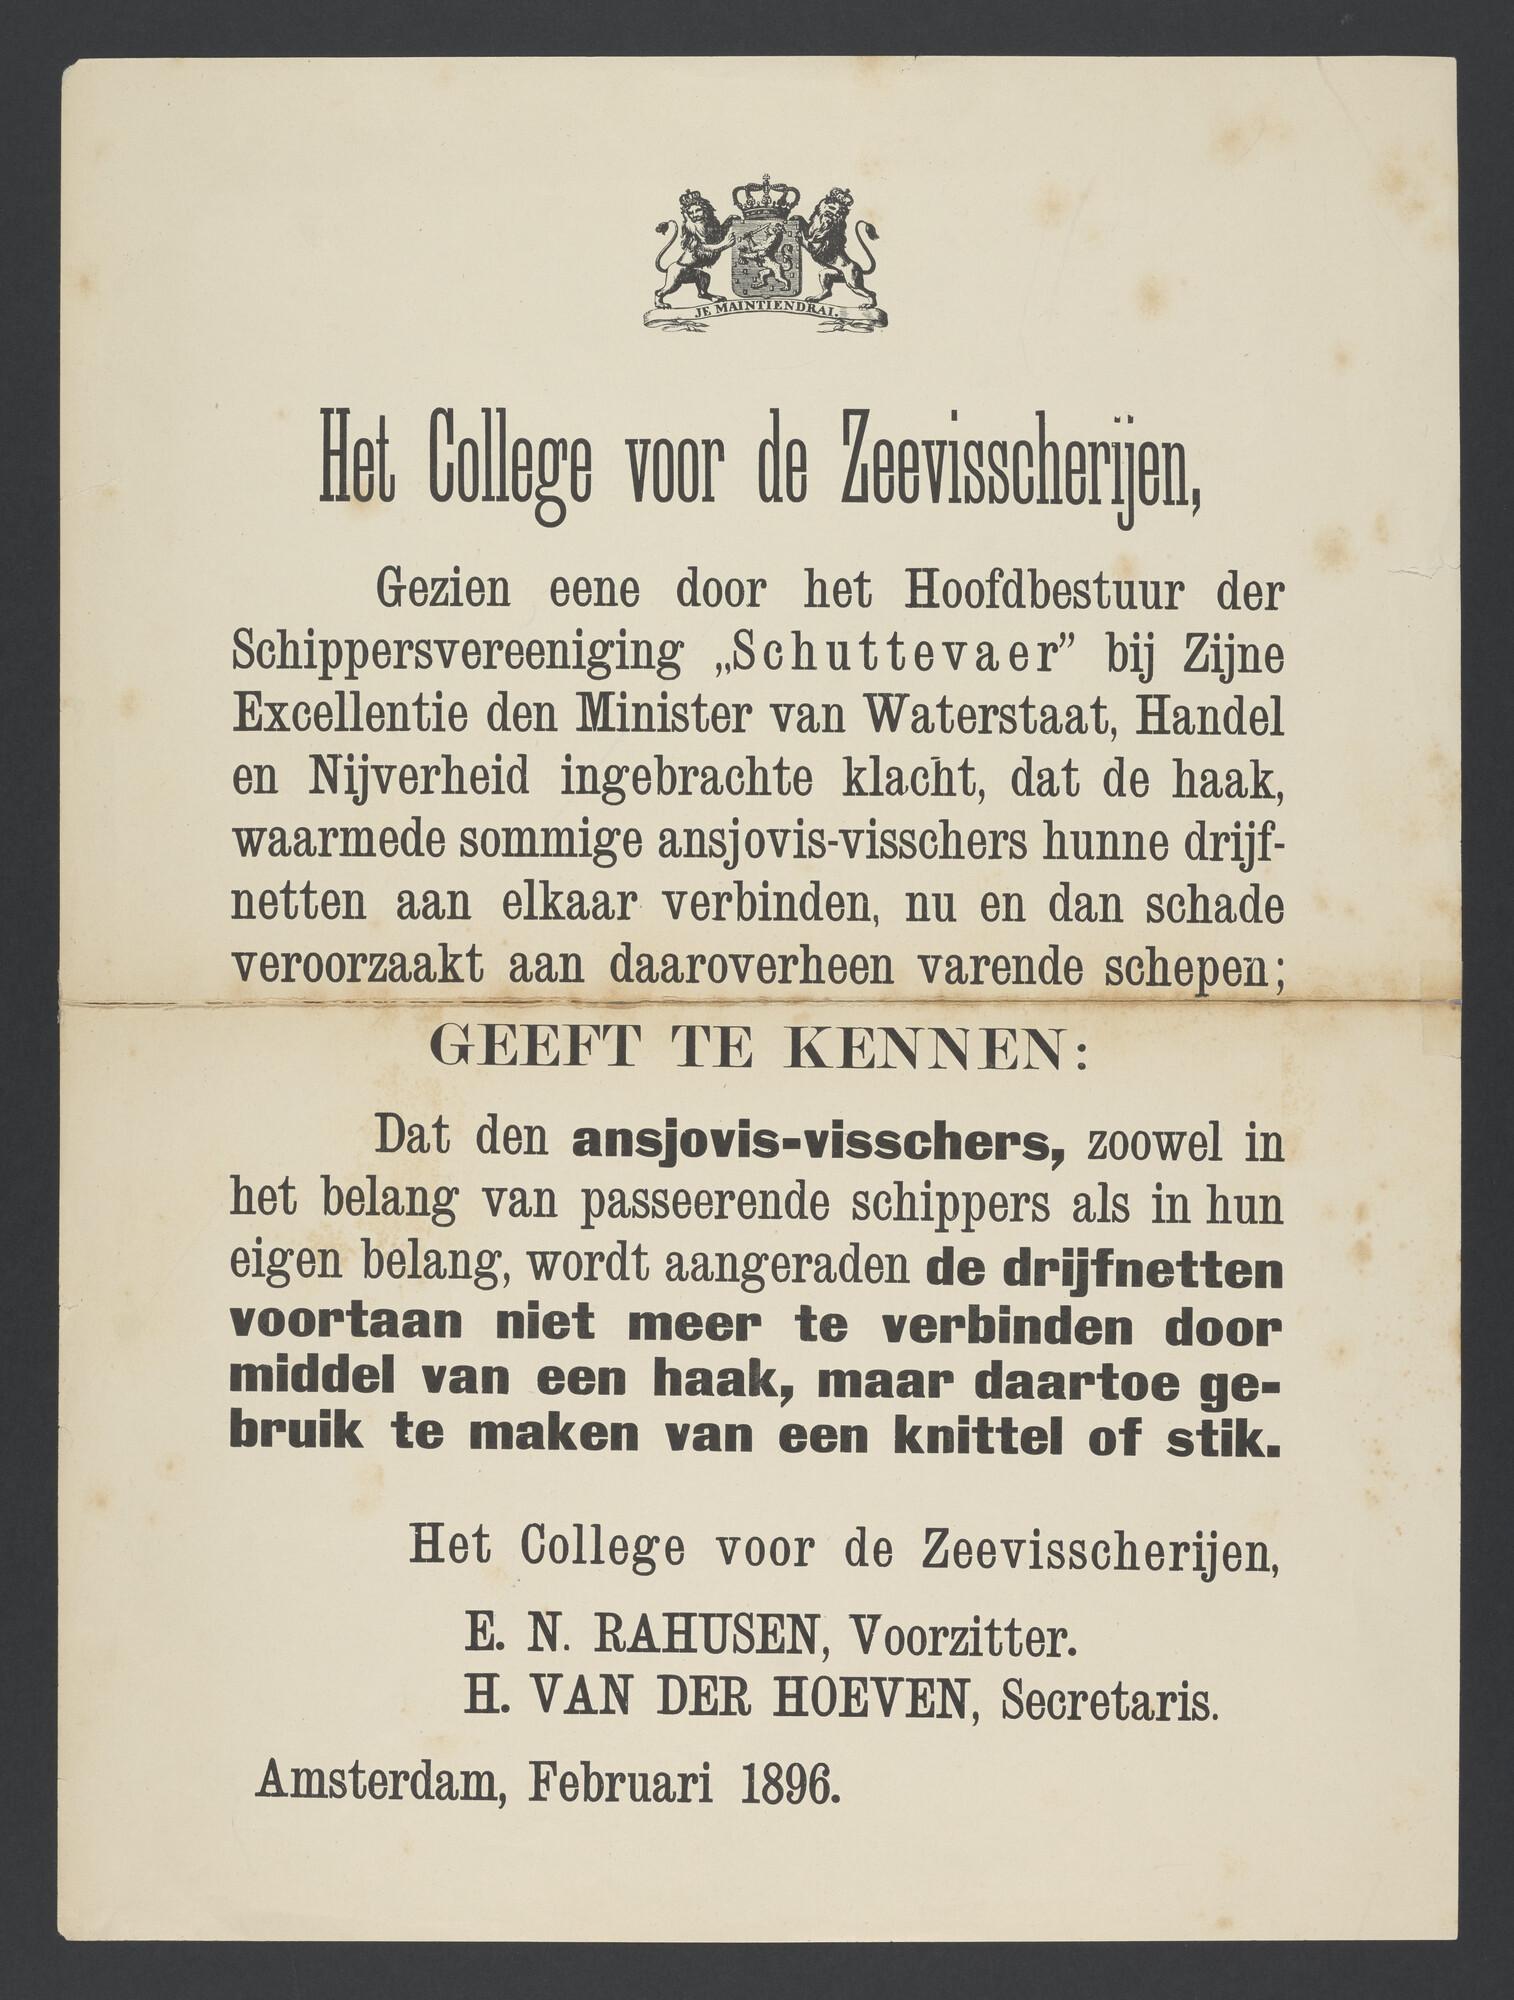 JE MAINTIENDRAI.
Het College voor de Zeevisscherijen,
Gezien eene door het Hoofdbestuur der
Schippersvereeniging „Schuttevaer” bij Zijne
Excellentie den Minister van Waterstaat, Handel
en Nijverheid ingebrachte klacht, dat de haak,
waarmede sommige ansjovis-visschers hunne drijf-
netten aan elkaar verbinden, nu en dan schade
veroorzaakt aan daaroverheen varende schepen;
GEEFT TE KENNEN:
Dat den ansjovis-visschers, zoowel in
het belang van passeerende schippers als in hun
eigen belang, wordt aangeraden de drijfnetten
voortaan niet meer te verbinden door
middel van een haak, maar daartoe ge-
bruik te maken van een knittel of stik.
Het College voor de Zeevisscherijen,
E. N. RAHUSEN, Voorzitter.
H. VAN DER HOEVEN, Secretaris.
Amsterdam, Februari 1896.